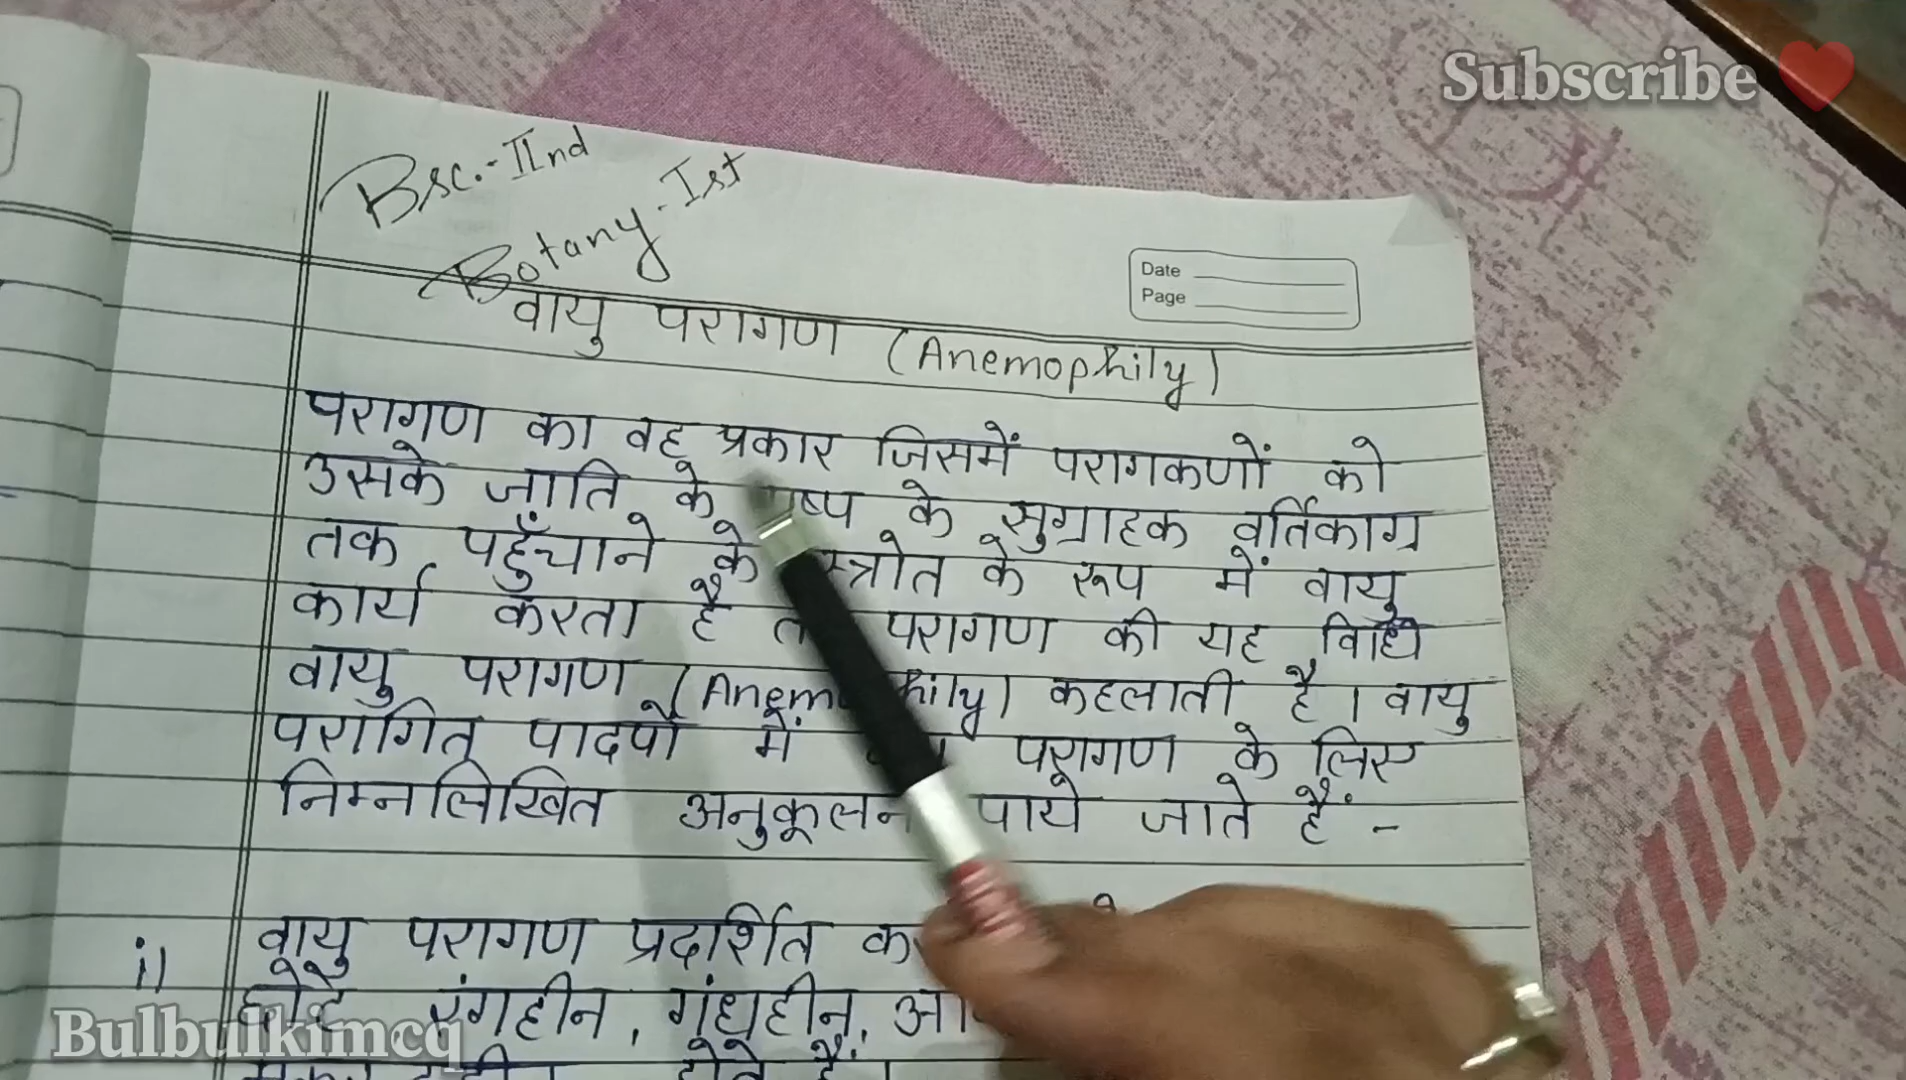 Subscribe
Bsc.-IInd
Botany-Ist
Date
Page
वायु परागण (Anemophily)
परागण का वह प्रकार जिसमें परागकणों को
उसके जाति के के सुग्राहक वर्तिकाग्र
तक पहुँचाने के स्त्रोत के रूप में वायु
कार्य करता है परागण की यह विधि
वायु परागण (Anemophily) कहलाती है। वायु
परागित पादपों में परागण के लिए
निम्नलिखित अनुकूलन पाये जाते हैं -
i) वायु परागण प्रदर्शित
रंगहीन, गंधहीन,
होते हैं।
Bulbulkimcq